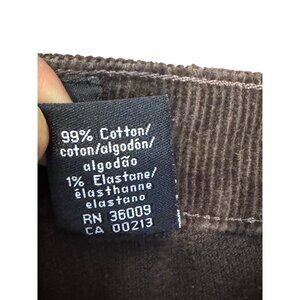 99% Cotton/
coton/algodón/
algodão
1% Elastane/
élasthanne
elastano
RN 36009
CA 00213